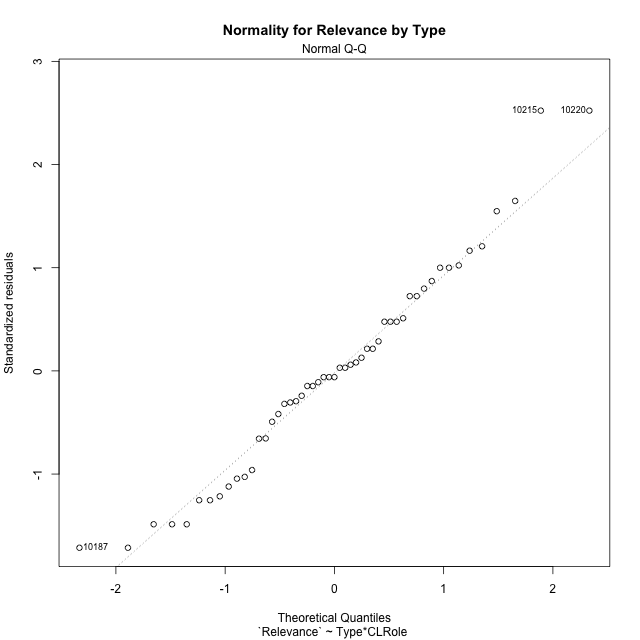 Normality for Relevance by Type
Normal Q-Q
3
2
1
0
-1
Standardized residuals
10215
10220
10187
-2
-1
0
1
2
Theoretical Quantiles
`Relevance` ~ Type*CLRole